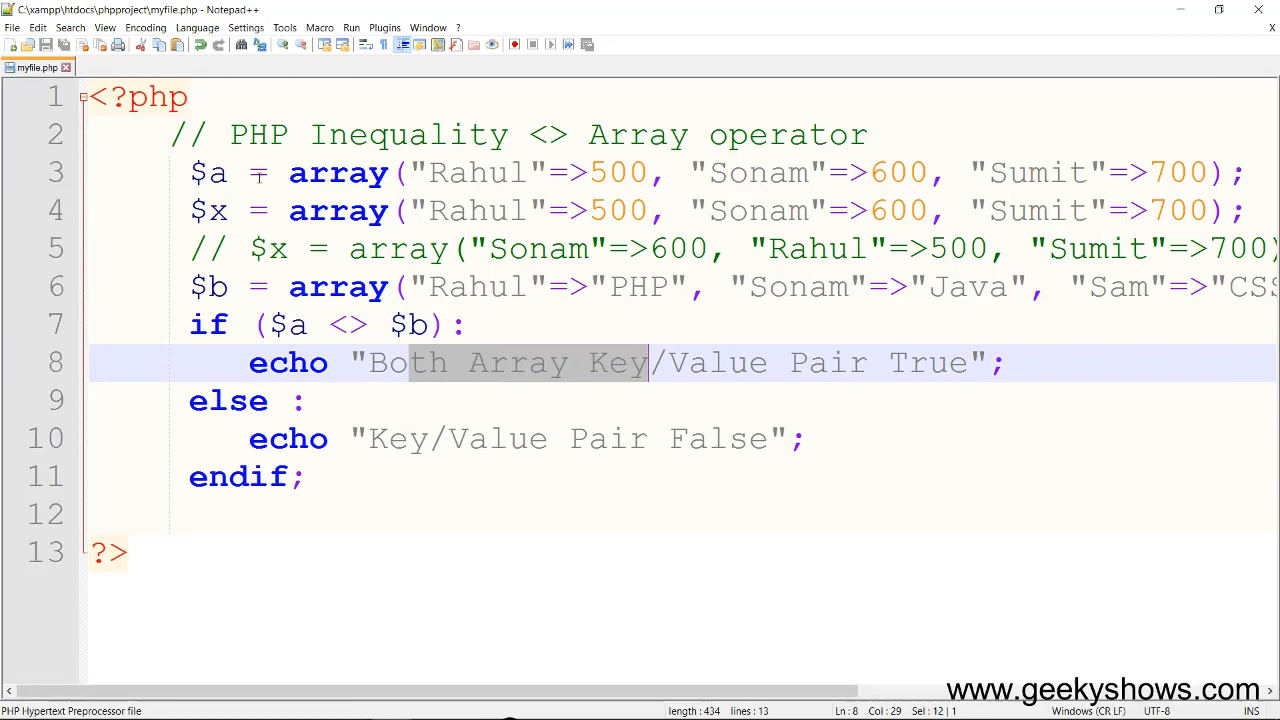 C:\xampp\htdocs\phpproject\myfile.php - Notepad++
File Edit Search View Encoding Language Settings Tools Macro Run Plugins Window ? X
myfile.php
1 <?php
2 // PHP Inequality <> Array operator
3 $a = array("Rahul"=>500, "Sonam"=>600, "Sumit"=>700);
4 $x = array("Rahul"=>500, "Sonam"=>600, "Sumit"=>700);
5 // $x = array("Sonam"=>600, "Rahul"=>500, "Sumit"=>700)
6 $b = array("Rahul"=>"PHP", "Sonam"=>"Java", "Sam"=>"CSS
7 if ($a <> $b):
8 echo "Both Array Key/Value Pair True";
9 else :
10 echo "Key/Value Pair False";
11 endif;
12
13 ?>
www.geekyshows.com
PHP Hypertext Preprocessor file length : 434 lines : 13 Ln : 8 Col : 29 Sel : 12 | 1 Windows (CR LF) UTF-8 INS